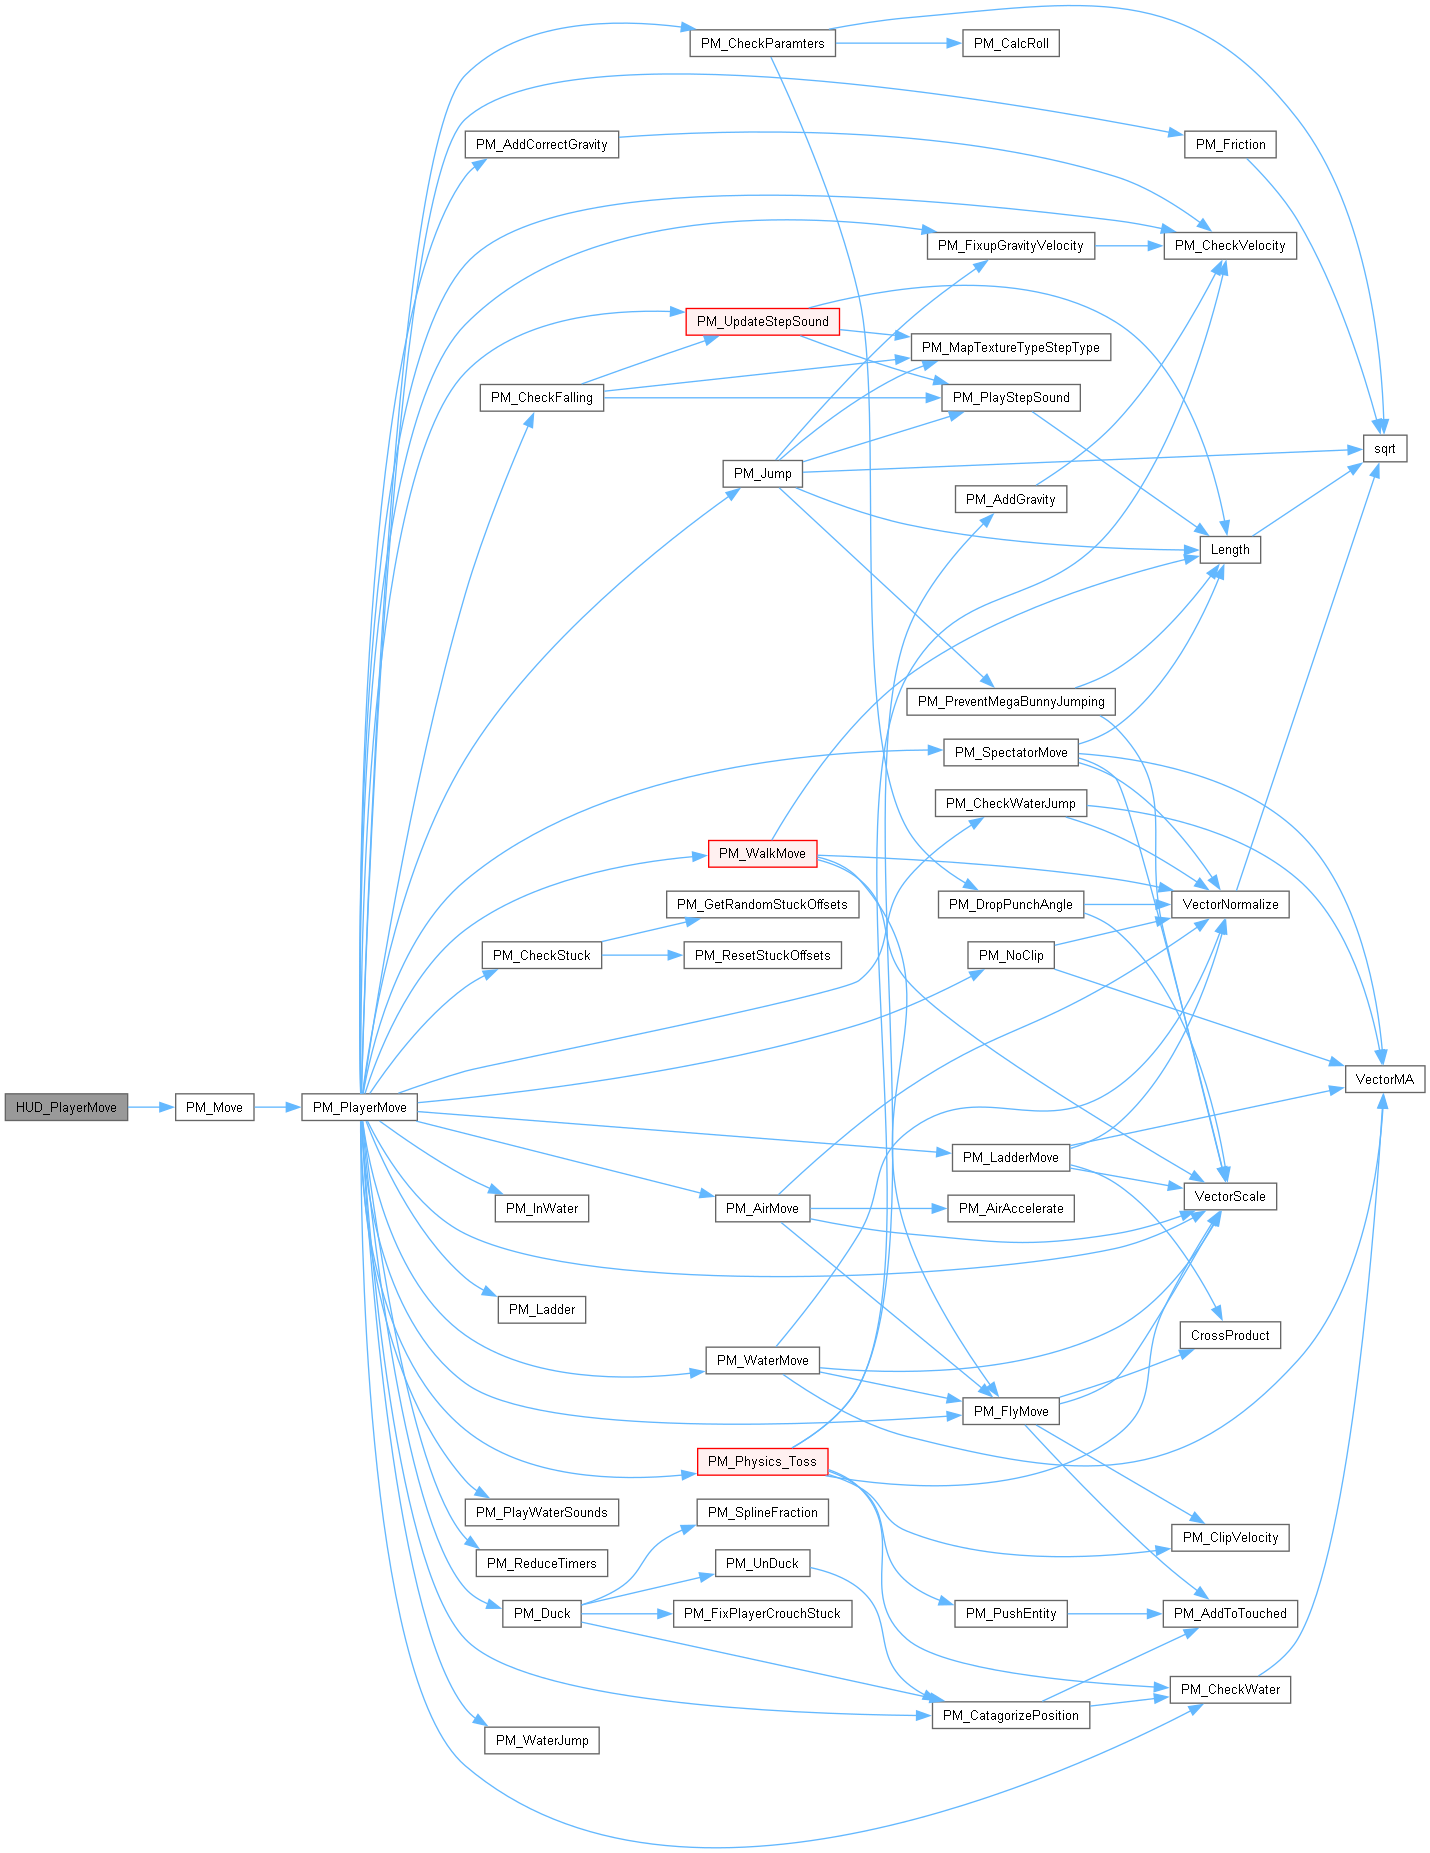 PM_CheckParamters
PM_CalcRoll
PM_AddCorrectGravity
PM_Friction
PM_FixupGravityVelocity
PM_CheckVelocity
PM_UpdateStepSound
PM_MapTextureTypeStepType
PM_CheckFalling
PM_PlayStepSound
sqrt
PM_Jump
PM_AddGravity
Length
PM_PreventMegaBunnyJumping
PM_SpectatorMove
PM_CheckWaterJump
PM_WalkMove
PM_GetRandomStuckOffsets
PM_DropPunchAngle
VectorNormalize
PM_CheckStuck
PM_ResetStuckOffsets
PM_NoClip
VectorMA
HUD_PlayerMove
PM_Move
PM_PlayerMove
PM_LadderMove
VectorScale
PM_InWater
PM_AirMove
PM_AirAccelerate
PM_Ladder
CrossProduct
PM_WaterMove
PM_FlyMove
PM_Physics_Toss
PM_PlayWaterSounds
PM_SplineFraction
PM_ClipVelocity
PM_ReduceTimers
PM_UnDuck
PM_Duck
PM_FixPlayerCrouchStuck
PM_PushEntity
PM_AddToTouched
PM_CheckWater
PM_CatagorizePosition
PM_WaterJump